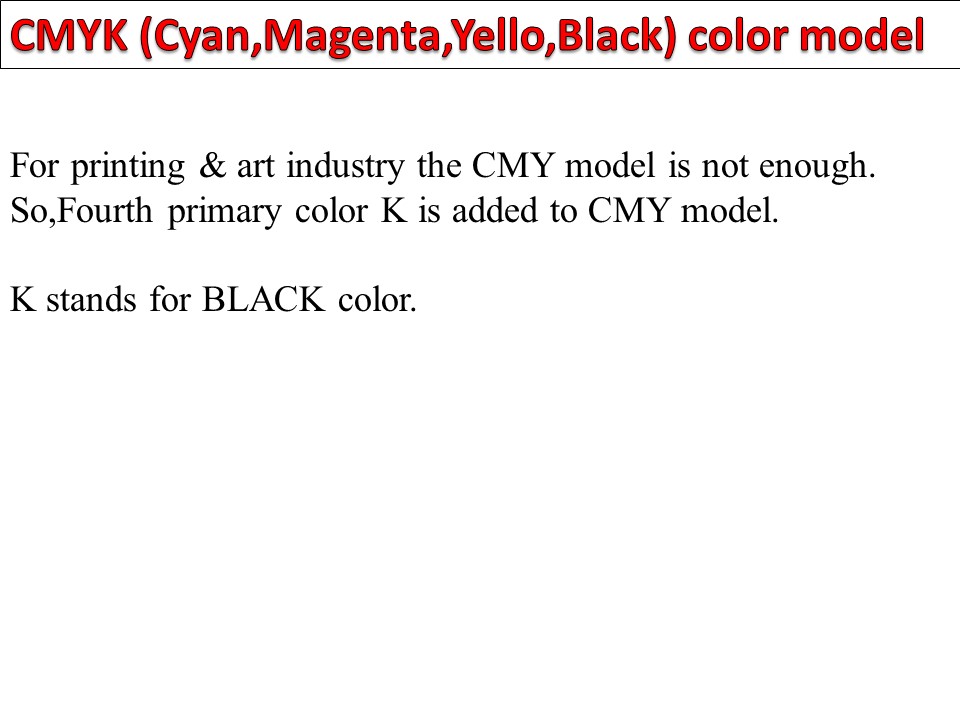 CMYK (Cyan,Magenta,Yello,Black) color model
For printing & art industry the CMY model is not enough.
So,Fourth primary color K is added to CMY model.
K stands for BLACK color.